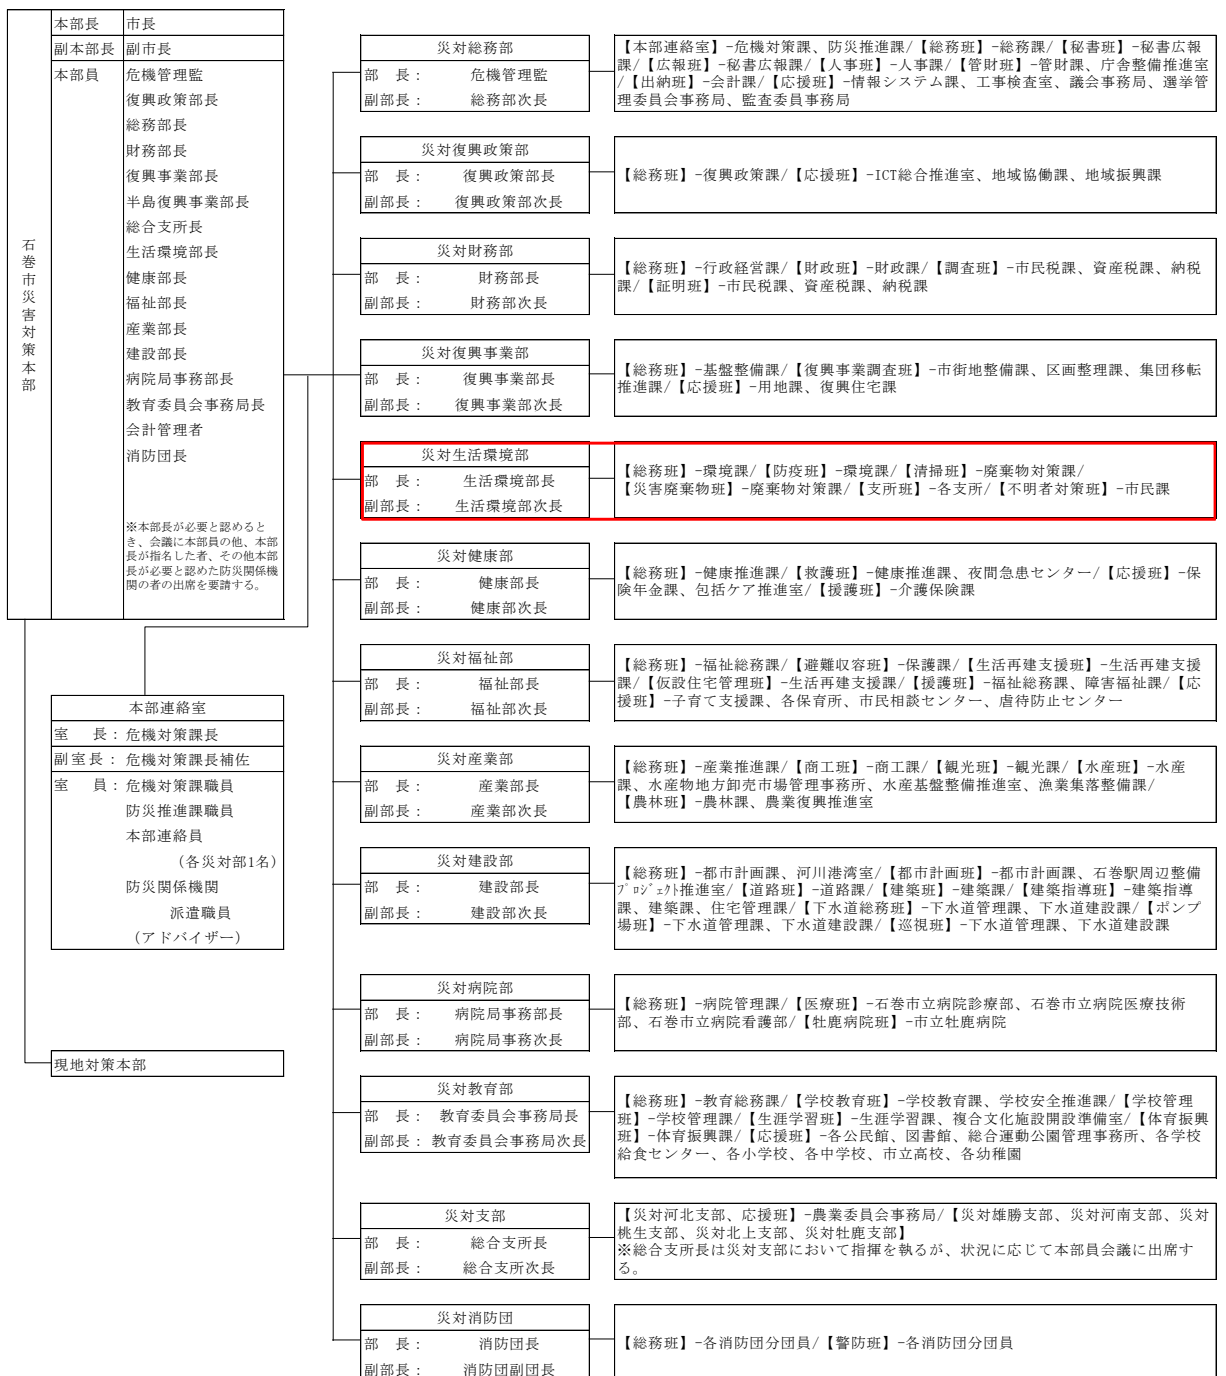 石巻市災害対策本部
本部長 市長
副本部長 副市長
本部員 危機管理監
復興政策部長
総務部長
財務部長
復興事業部長
半島復興事業部長
総合支所長
生活環境部長
健康部長
福祉部長
産業部長
建設部長
病院局事務部長
教育委員会事務局長
会計管理者
消防団長
※本部長が必要と認めると
き、会議に本部員の他、本部
長が指名した者、その他本部
長が必要と認めた防災関係機
関の者の出席を要請する。
本部連絡室
室　長：危機対策課長
副室長：危機対策課長補佐
室　員：危機対策課職員
防災推進課職員
本部連絡員
（各災対部1名）
防災関係機関
派遣職員
（アドバイザー）
現地対策本部
災対総務部
部　長：　危機管理監
副部長：　総務部次長
【本部連絡室】-危機対策課、防災推進課/【総務班】-総務課/【秘書班】-秘書広報
課/【広報班】-秘書広報課/【人事班】-人事課/【管財班】-管財課、庁舎整備推進室
/【出納班】-会計課/【応援班】-情報システム課、工事検査室、議会事務局、選挙管
理委員会事務局、監査委員事務局
災対復興政策部
部　長：　復興政策部長
副部長：　復興政策部次長
【総務班】-復興政策課/【応援班】-ICT総合推進室、地域協働課、地域振興課
災対財務部
部　長：　財務部長
副部長：　財務部次長
【総務班】-行政経営課/【財政班】-財政課/【調査班】-市民税課、資産税課、納税
課/【証明班】-市民税課、資産税課、納税課
災対復興事業部
部　長：　復興事業部長
副部長：　復興事業部次長
【総務班】-基盤整備課/【復興事業調査班】-市街地整備課、区画整理課、集団移転
推進課/【応援班】-用地課、復興住宅課
災対生活環境部
部　長：　生活環境部長
副部長：　生活環境部次長
【総務班】-環境課/【防疫班】-環境課/【清掃班】-廃棄物対策課/
【災害廃棄物班】-廃棄物対策課/【支所班】-各支所/【不明者対策班】-市民課
災対健康部
部　長：　健康部長
副部長：　健康部次長
【総務班】-健康推進課/【救護班】-健康推進課、夜間急患センター/【応援班】-保
険年金課、包括ケア推進室/【援護班】-介護保険課
災対福祉部
部　長：　福祉部長
副部長：　福祉部次長
【総務班】-福祉総務課/【避難収容班】-保護課/【生活再建支援班】-生活再建支援
課/【仮設住宅管理班】-生活再建支援課/【援護班】-福祉総務課、障害福祉課/【応
援班】-子育て支援課、各保育所、市民相談センター、虐待防止センター
災対産業部
部　長：　産業部長
副部長：　産業部次長
【総務班】-産業推進課/【商工班】-商工課/【観光班】-観光課/【水産班】-水産
課、水産物地方卸売市場管理事務所、水産基盤整備推進室、漁業集落整備課/
【農林班】-農林課、農業復興推進室
災対建設部
部　長：　建設部長
副部長：　建設部次長
【総務班】-都市計画課、河川港湾室/【都市計画班】-都市計画課、石巻駅周辺整備
ﾌﾟﾛｼﾞｪｸﾄ推進室/【道路班】-道路課/【建築班】-建築課/【建築指導班】-建築指導
課、建築課、住宅管理課/【下水道総務班】-下水道管理課、下水道建設課/【ポンプ
場班】-下水道管理課、下水道建設課/【巡視班】-下水道管理課、下水道建設課
災対病院部
部　長：　病院局事務部長
副部長：　病院局事務次長
【総務班】-病院管理課/【医療班】-石巻市立病院診療部、石巻市立病院医療技術
部、石巻市立病院看護部/【牡鹿病院班】-市立牡鹿病院
災対教育部
部　長：　教育委員会事務局長
副部長：教育委員会事務局次長
【総務班】-教育総務課/【学校教育班】-学校教育課、学校安全推進課/【学校管理
班】-学校管理課/【生涯学習班】-生涯学習課、複合文化施設開設準備室/【体育振興
班】-体育振興課/【応援班】-各公民館、図書館、総合運動公園管理事務所、各学校
給食センター、各小学校、各中学校、市立高校、各幼稚園
災対支部
部　長：　総合支所長
副部長：　総合支所次長
【災対河北支部、応援班】-農業委員会事務局/【災対雄勝支部、災対河南支部、災対
桃生支部、災対北上支部、災対牡鹿支部】
※総合支所長は災対支部において指揮を執るが、状況に応じて本部員会議に出席す
る。
災対消防団
部　長：　消防団長
副部長：　消防団副団長
【総務班】-各消防団分団員/【警防班】-各消防団分団員